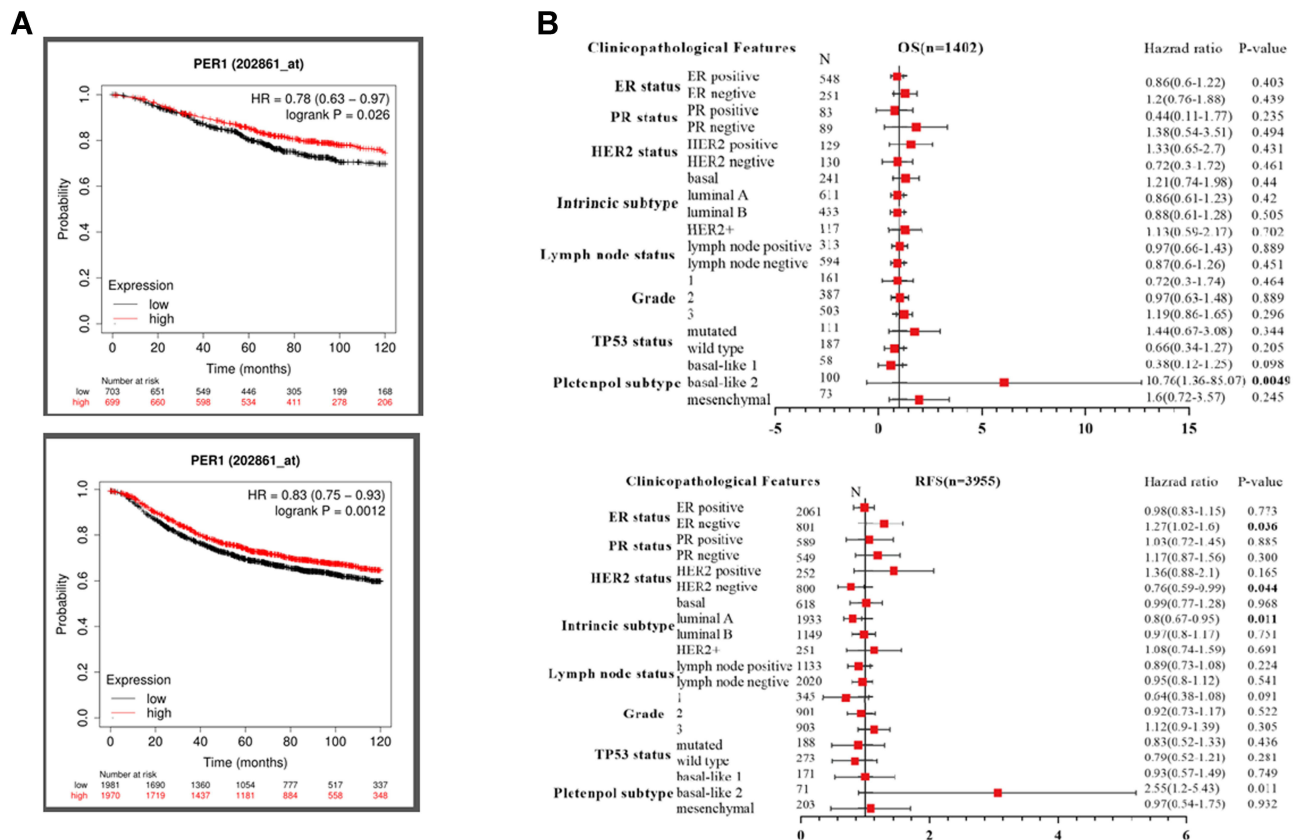 A
PER1 (202861_at)
HR = 0.78 (0.63 − 0.97)
logrank P = 0.026
Probability
1.0
0.8
0.6
0.4
0.2
0.0
Expression
low
high
0 20 40 60 80 100 120
Time (months)
Number at risk
low 703 651 549 446 305 199 168
high 699 660 598 534 411 278 206
PER1 (202861_at)
HR = 0.83 (0.75 − 0.93)
logrank P = 0.0012
Probability
1.0
0.8
0.6
0.4
0.2
0.0
Expression
low
high
0 20 40 60 80 100 120
Time (months)
Number at risk
low 1981 1690 1360 1054 777 517 337
high 1970 1719 1437 1181 884 558 348
B
Clinicopathological Features N OS(n=1402) Hazrad ratio P-value
ER status ER positive 548 0.86(0.6-1.22) 0.403
ER negtive 251 1.2(0.76-1.88) 0.439
PR status PR positive 83 0.44(0.11-1.77) 0.235
PR negtive 89 1.38(0.54-3.51) 0.494
HER2 status HER2 positive 129 1.33(0.65-2.7) 0.431
HER2 negtive 130 0.72(0.3-1.72) 0.461
Intrincic subtype basal 241 1.21(0.74-1.98) 0.44
luminal A 611 0.86(0.61-1.23) 0.42
luminal B 433 0.88(0.61-1.28) 0.505
HER2+ 117 1.13(0.59-2.17) 0.702
Lymph node status lymph node positive 313 0.97(0.66-1.43) 0.889
lymph node negtive 594 0.87(0.6-1.26) 0.451
Grade 1 161 0.72(0.3-1.74) 0.464
2 387 0.97(0.63-1.48) 0.889
3 503 1.19(0.86-1.65) 0.296
TP53 status mutated 111 1.44(0.67-3.08) 0.344
wild type 187 0.66(0.34-1.27) 0.205
Pletenpol subtype basal-like 1 58 0.38(0.12-1.25) 0.098
basal-like 2 100 10.76(1.36-85.07) 0.0049
mesenchymal 73 1.6(0.72-3.57) 0.245
-5 0 5 10 15
Clinicopathological Features N RFS(n=3955) Hazrad ratio P-value
ER status ER positive 2061 0.98(0.83-1.15) 0.773
ER negtive 801 1.27(1.02-1.6) 0.036
PR status PR positive 589 1.03(0.72-1.45) 0.885
PR negtive 549 1.17(0.87-1.56) 0.300
HER2 status HER2 positive 252 1.36(0.88-2.1) 0.165
HER2 negtive 800 0.76(0.59-0.99) 0.044
Intrincic subtype basal 618 0.99(0.77-1.28) 0.968
luminal A 1933 0.8(0.67-0.95) 0.011
luminal B 1149 0.97(0.8-1.17) 0.751
HER2+ 251 1.08(0.74-1.59) 0.691
Lymph node status lymph node positive 1133 0.89(0.73-1.08) 0.224
lymph node negtive 2020 0.95(0.8-1.12) 0.541
Grade 1 345 0.64(0.38-1.08) 0.091
2 901 0.92(0.73-1.17) 0.522
3 903 1.12(0.9-1.39) 0.305
TP53 status mutated 188 0.83(0.52-1.33) 0.436
wild type 273 0.79(0.52-1.21) 0.281
Pletenpol subtype basal-like 1 171 0.93(0.57-1.49) 0.749
basal-like 2 71 2.55(1.2-5.43) 0.011
mesenchymal 203 0.97(0.54-1.75) 0.932
0 2 4 6